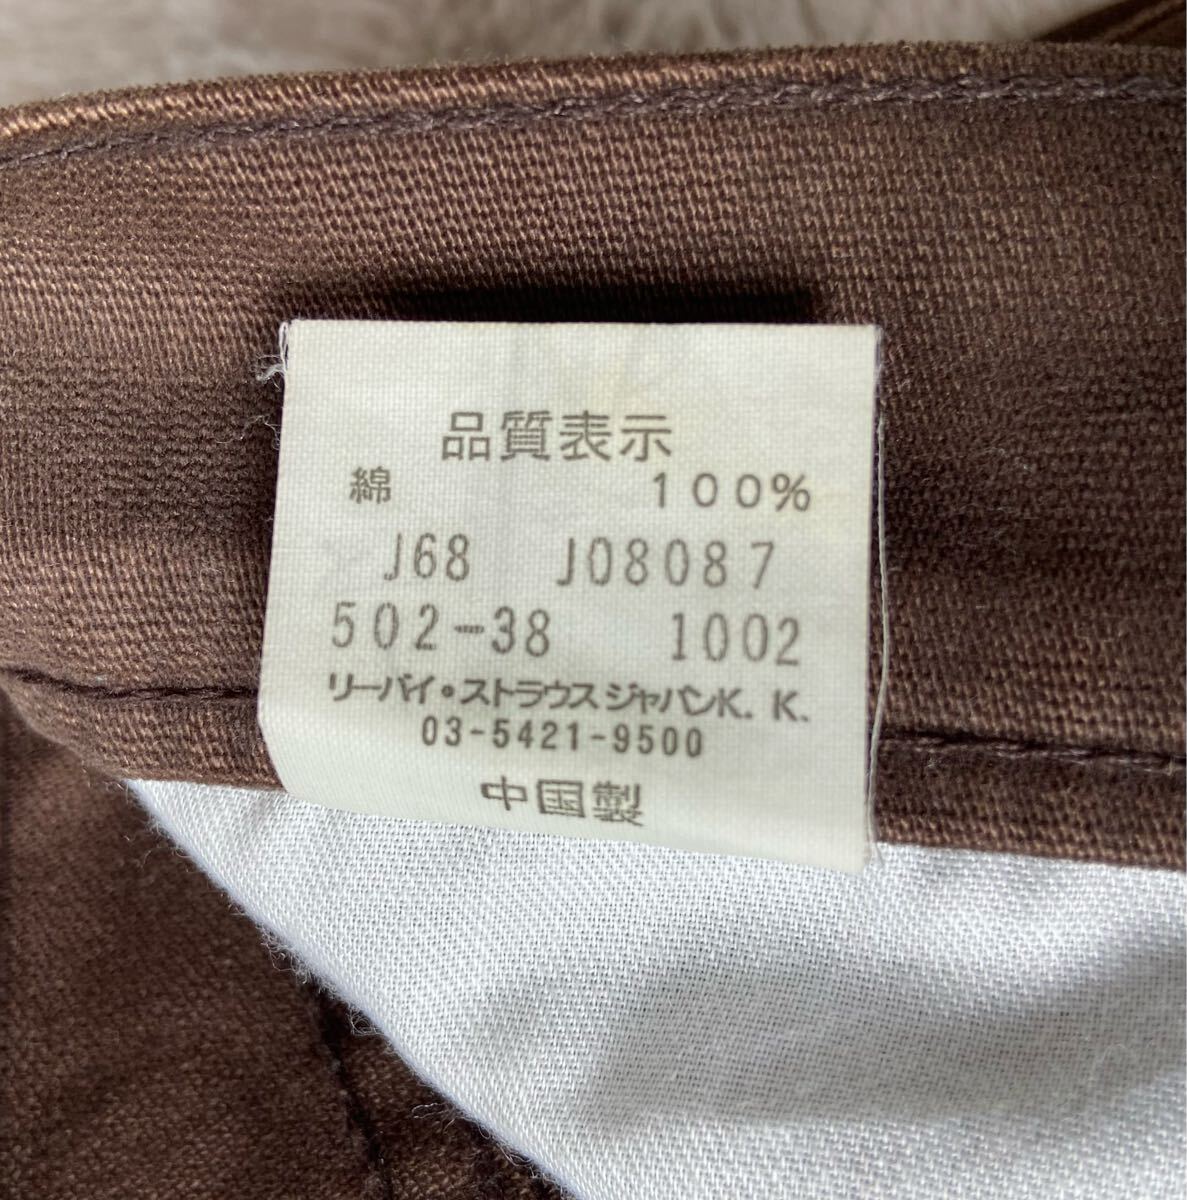 品質表示
綿 100%
J68 J08087
502-38 1002
リーバイ・ストラウスジャパンK.K.
03-5421-9500
中国製